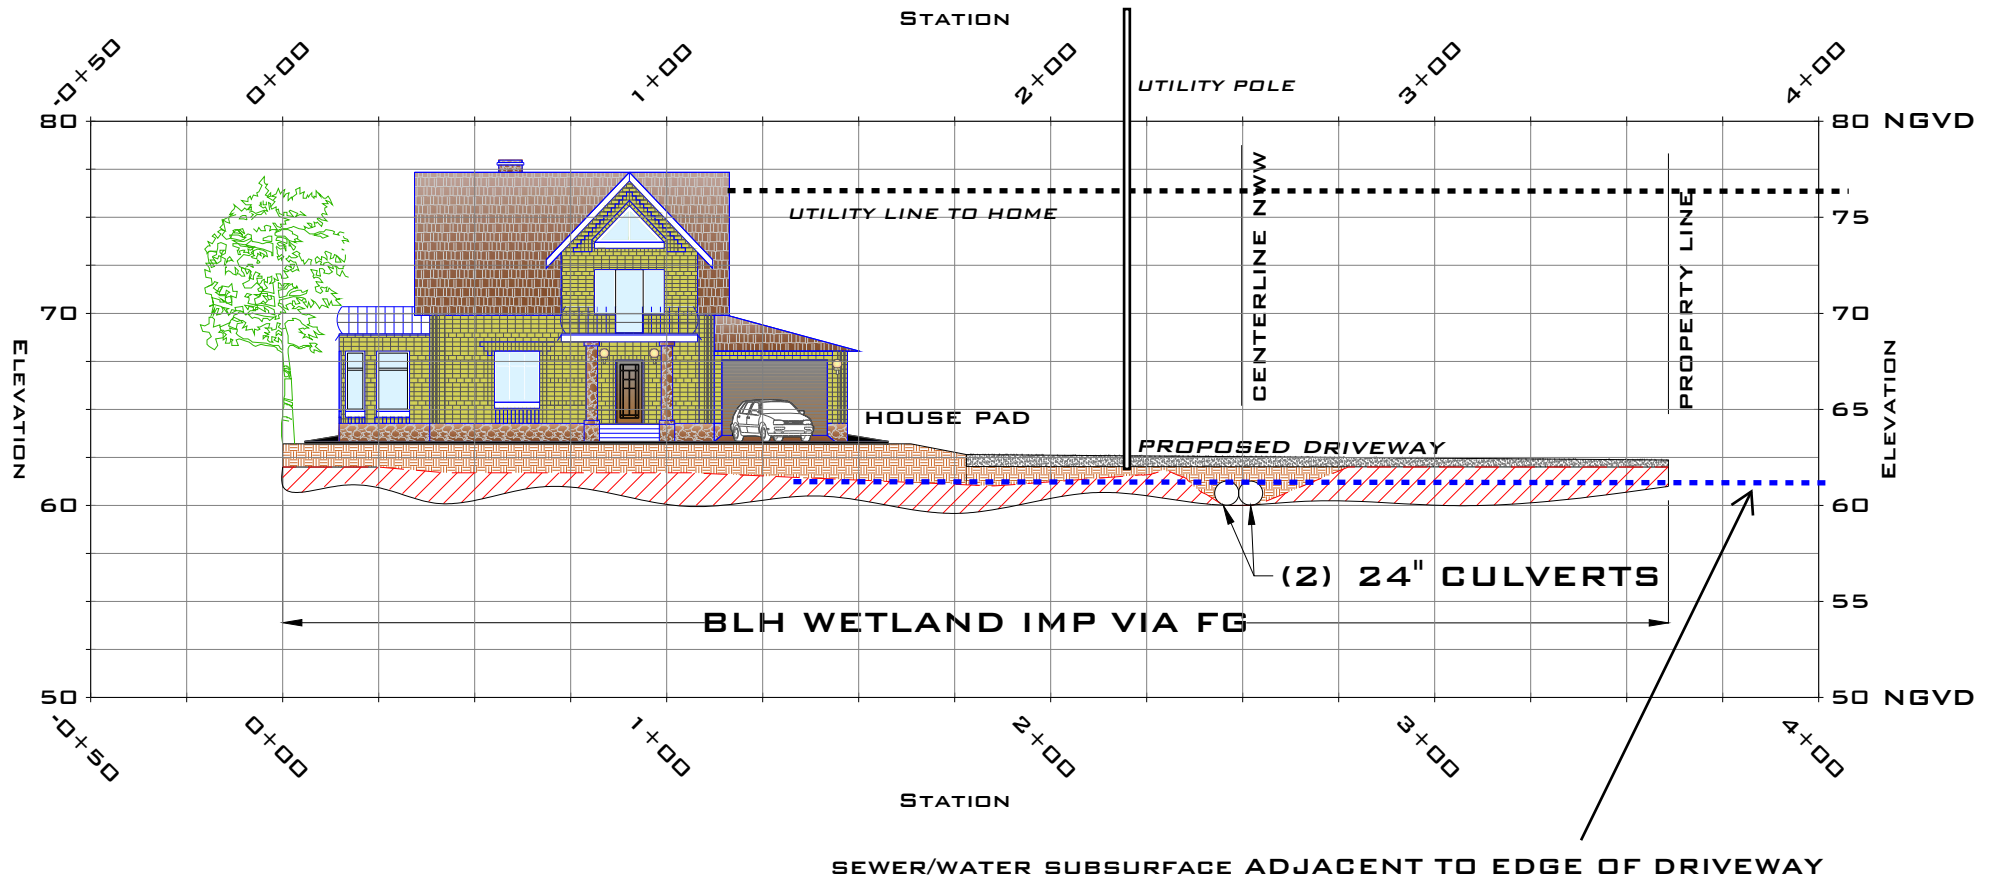 STATION
-0+50
0+00
1+00
2+00
3+00
4+00
UTILITY POLE
80
80 NGVD
CENTERLINE NWW
PROPERTY LINE
UTILITY LINE TO HOME
75
70
70
ELEVATION
ELEVATION
65
HOUSE PAD
PROPOSED DRIVEWAY
60
60
(2) 24" CULVERTS
55
BLH WETLAND IMP VIA FG
50
50 NGVD
-0+50
0+00
1+00
2+00
3+00
4+00
STATION
SEWER/WATER SUBSURFACE ADJACENT TO EDGE OF DRIVEWAY